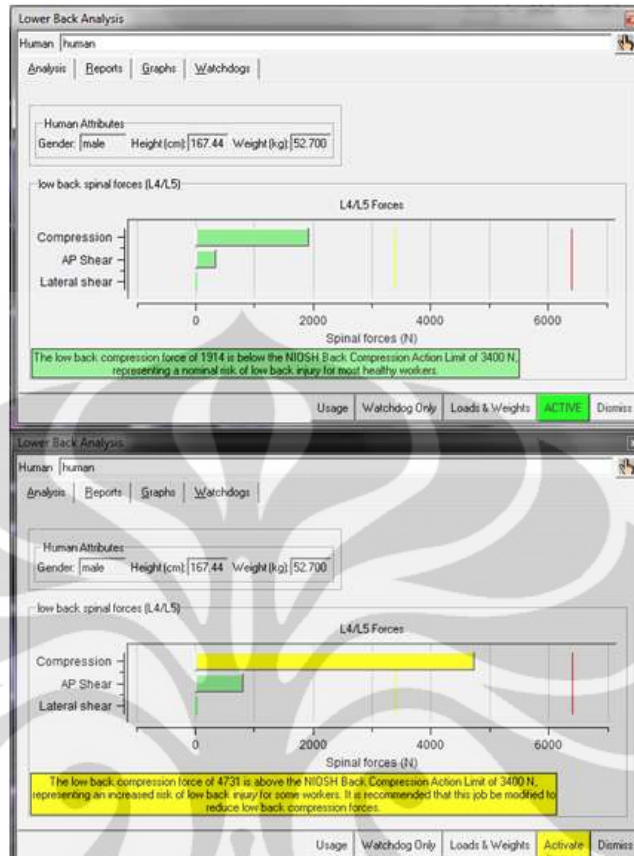 Lower Back Analysis
Human human
Analysis Reports Graphs Watchdogs
Human Attributes
Gender: male Height (cm): 167.44 Weight (kg): 52.700
low back spinal forces (L4/L5)
L4/L5 Forces
Compression
AP Shear
Lateral shear
0 2000 4000 6000
Spinal forces (N)
The low back compression force of 1914 is below the NIOSH Back Compression Action Limit of 3400 N,
representing a nominal risk of low back injury for most healthy workers.
Usage Watchdog Only Loads & Weights ACTIVE Dismiss
Lower Back Analysis
Human human
Analysis Reports Graphs Watchdogs
Human Attributes
Gender: male Height (cm): 167.44 Weight (kg): 52.700
low back spinal forces (L4/L5)
L4/L5 Forces
Compression
AP Shear
Lateral shear
0 2000 4000 6000
Spinal forces (N)
The low back compression force of 4731 is above the NIOSH Back Compression Action Limit of 3400 N,
representing an increased risk of low back injury for some workers. It is recommended that this job be modified to
reduce low back compression forces.
Usage Watchdog Only Loads & Weights Activate Dismiss